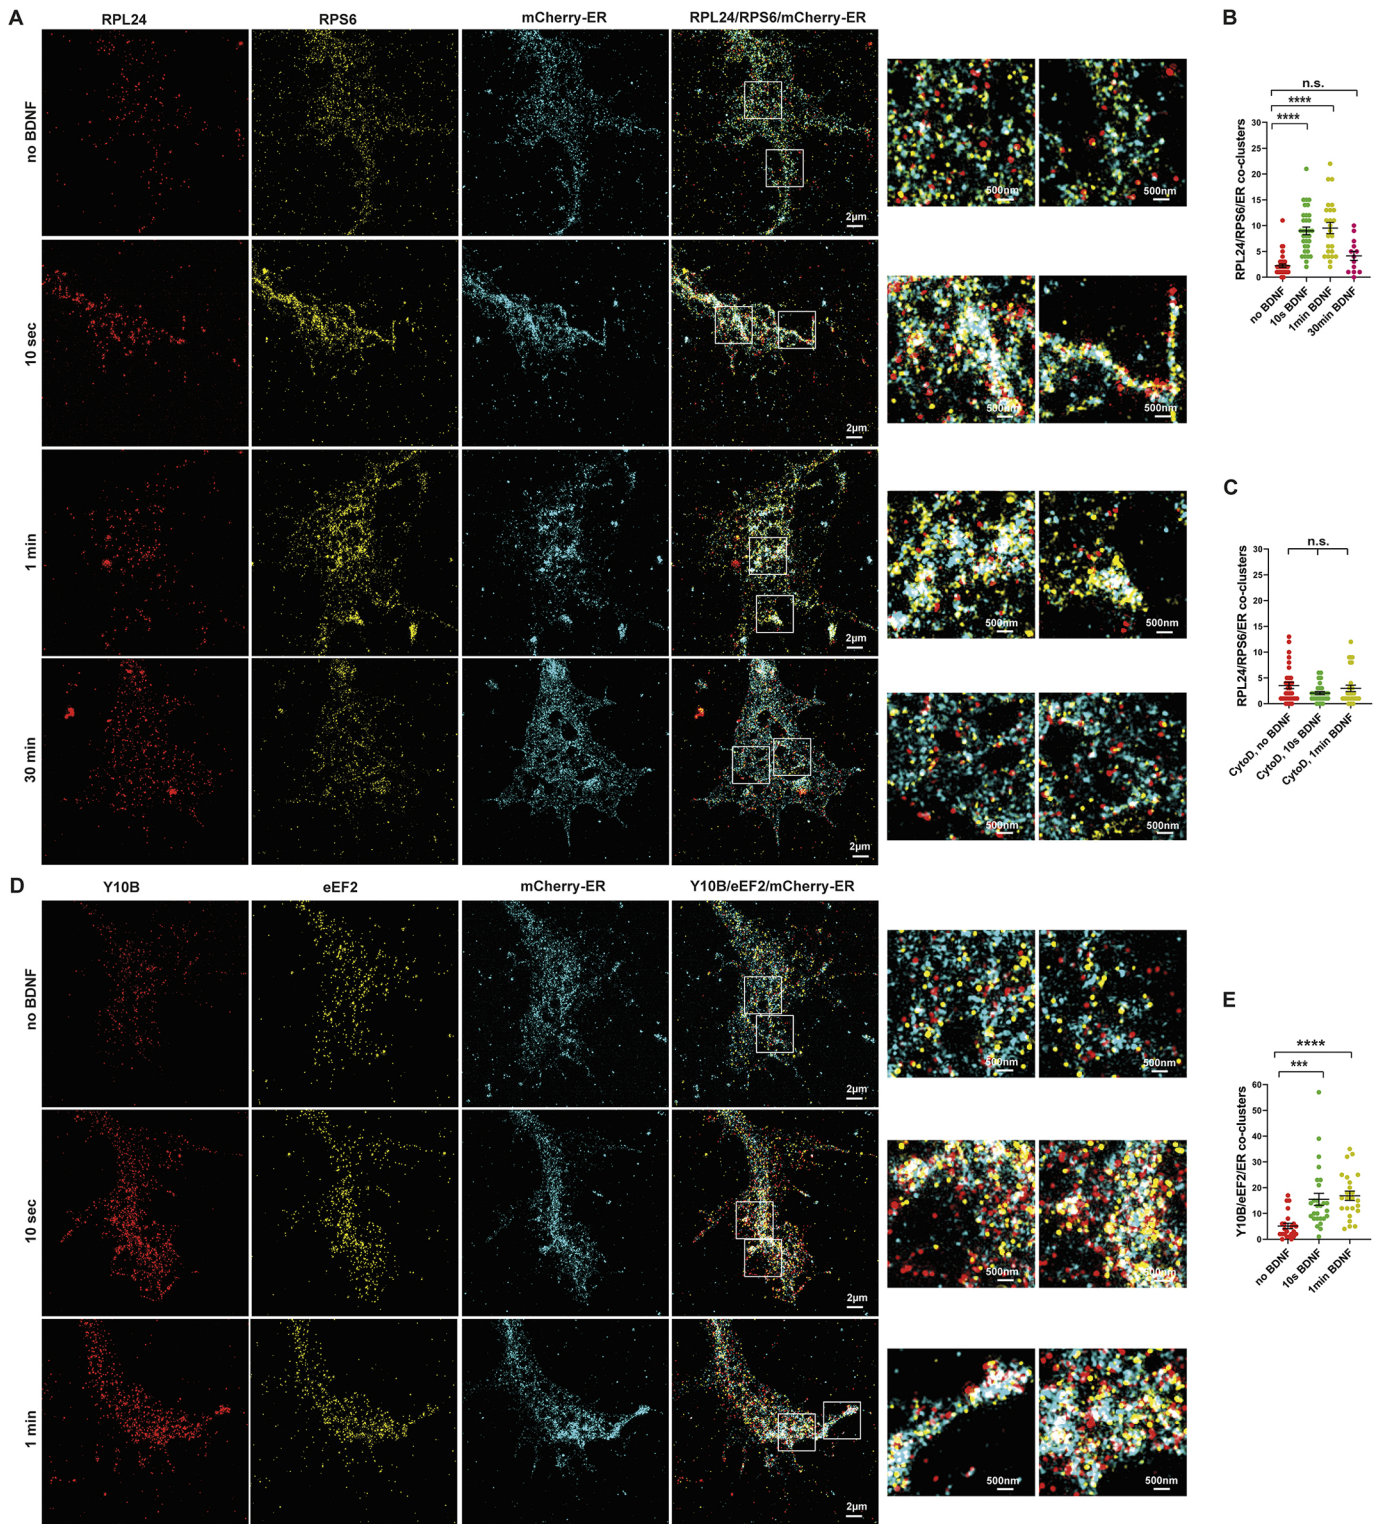 A
RPL24
RPS6
mCherry-ER
RPL24/RPS6/mCherry-ER
no BDNF
2µm
500nm
500nm
10 sec
2µm
500nm
500nm
1 min
2µm
500nm
500nm
30 min
2µm
500nm
500nm
B
n.s.
****
****
RPL24/RPS6/ER co-clusters
30
25
20
15
10
5
0
no BDNF
10s BDNF
1min BDNF
30min BDNF
C
n.s.
RPL24/RPS6/ER co-clusters
30
25
20
15
10
5
0
CytoD, no BDNF
CytoD, 10s BDNF
CytoD, 1min BDNF
D
Y10B
eEF2
mCherry-ER
Y10B/eEF2/mCherry-ER
no BDNF
2µm
500nm
500nm
10 sec
2µm
500nm
500nm
1 min
2µm
500nm
500nm
E
****
***
Y10B/eEF2/ER co-clusters
60
50
40
30
20
10
0
no BDNF
10s BDNF
1min BDNF